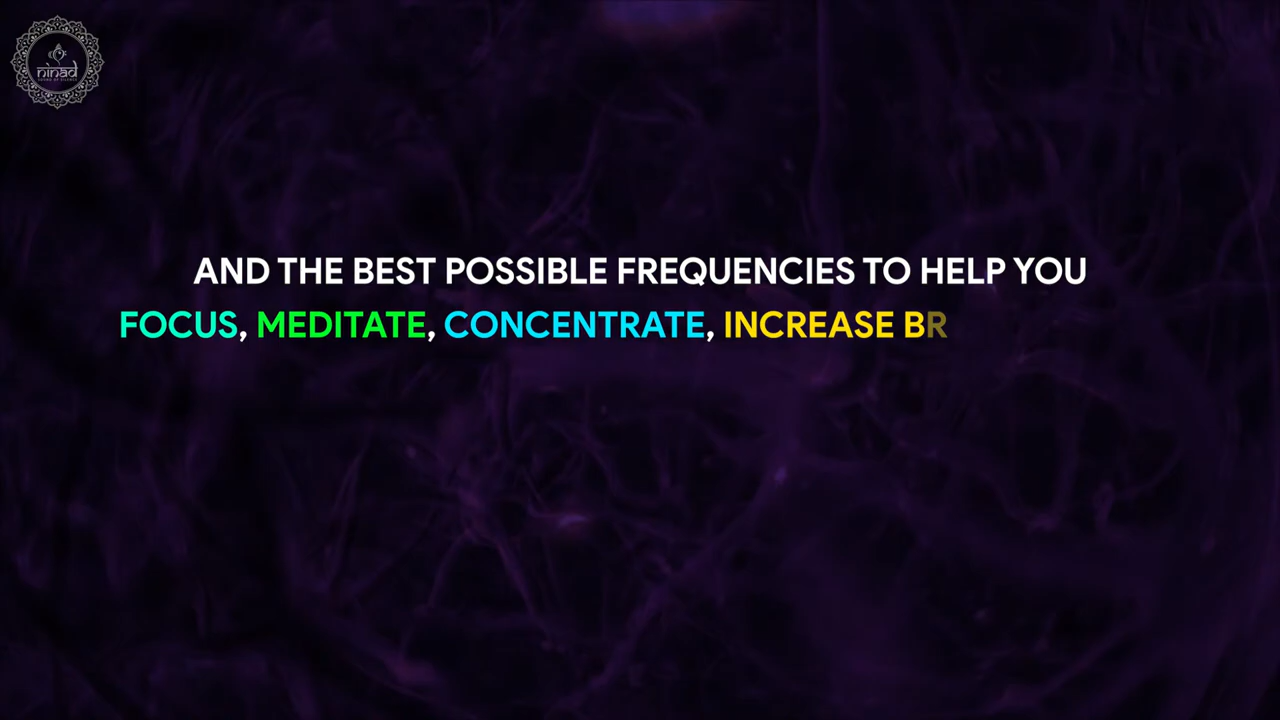 ninad
AND THE BEST POSSIBLE FREQUENCIES TO HELP YOU
FOCUS, MEDITATE, CONCENTRATE, INCREASE BR